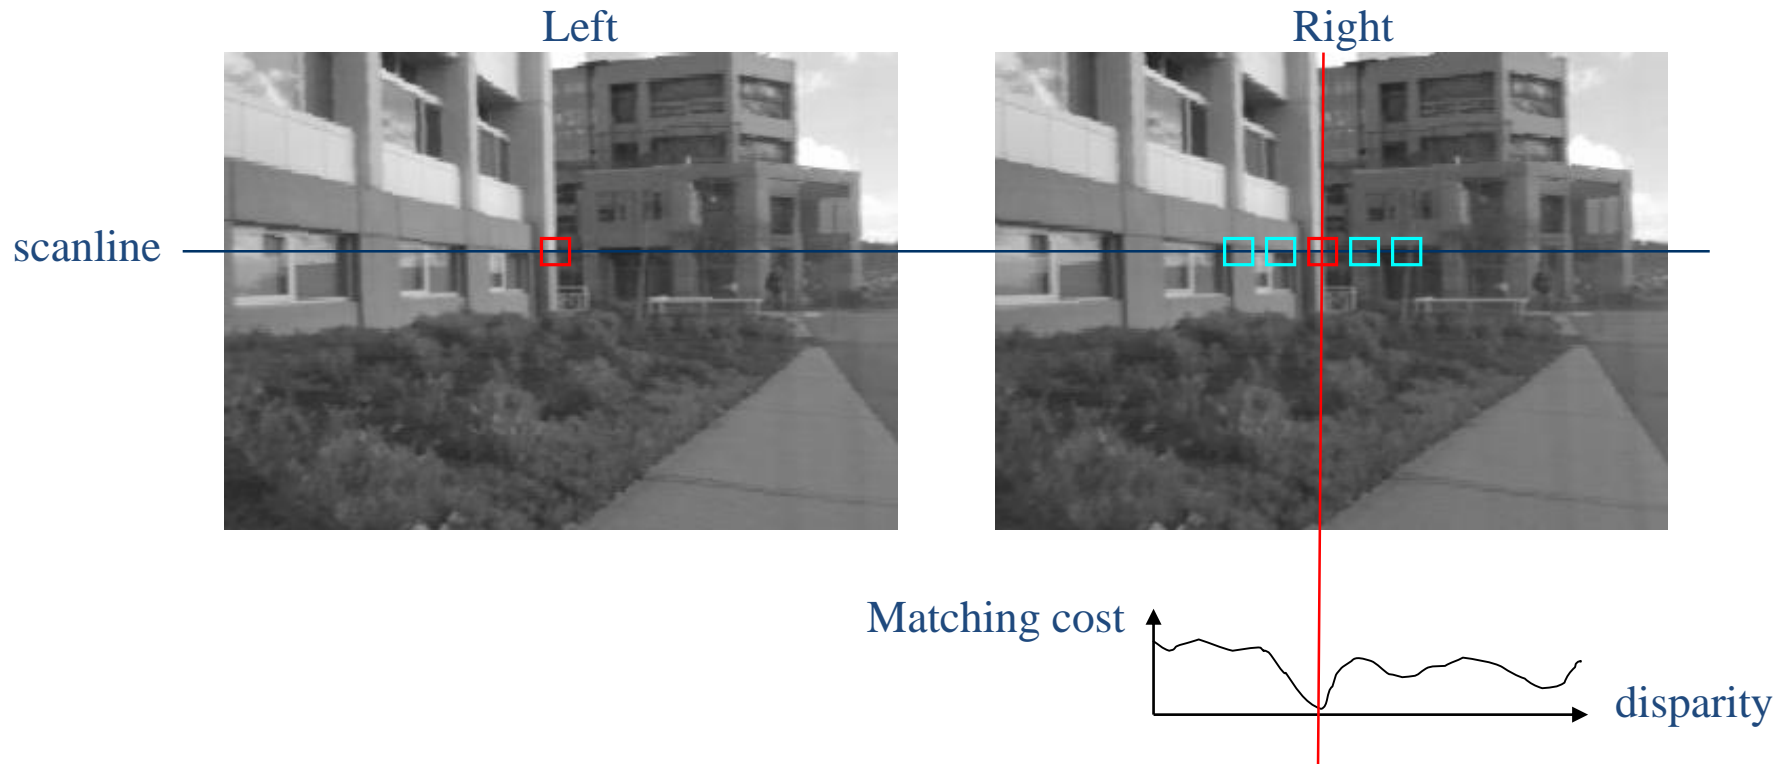 Left
Right
scanline
Matching cost
disparity